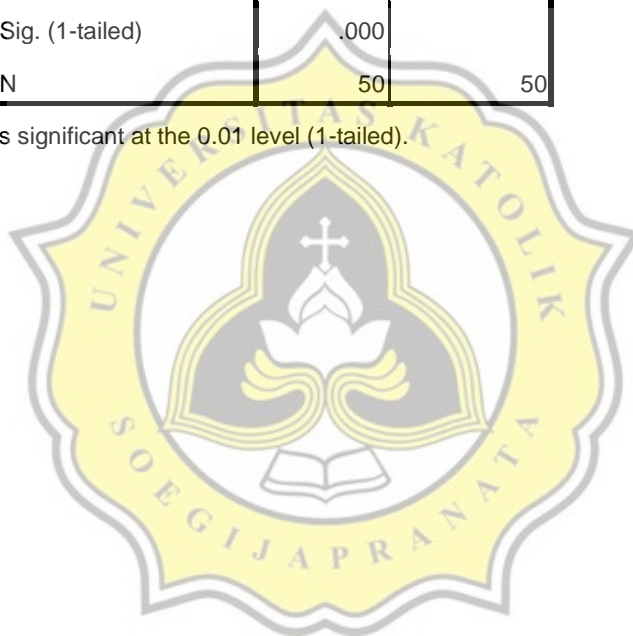 Sig. (1-tailed) .000
N 50 50
s significant at the 0.01 level (1-tailed).
UNIVERSITAS KATOLIK
SOEGIJAPRANATA